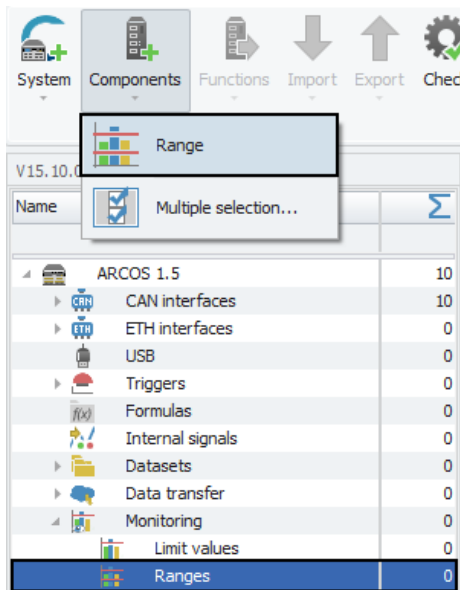 System Components Functions Import Export Chec
Range
V15.10.0
Multiple selection...
Name Σ
ARCOS 1.5 10
CAN CAN interfaces 10
ETH ETH interfaces 0
USB 0
Triggers 0
f(x) Formulas 0
Internal signals 0
Datasets 0
Data transfer 0
Monitoring 0
Limit values 0
Ranges 0